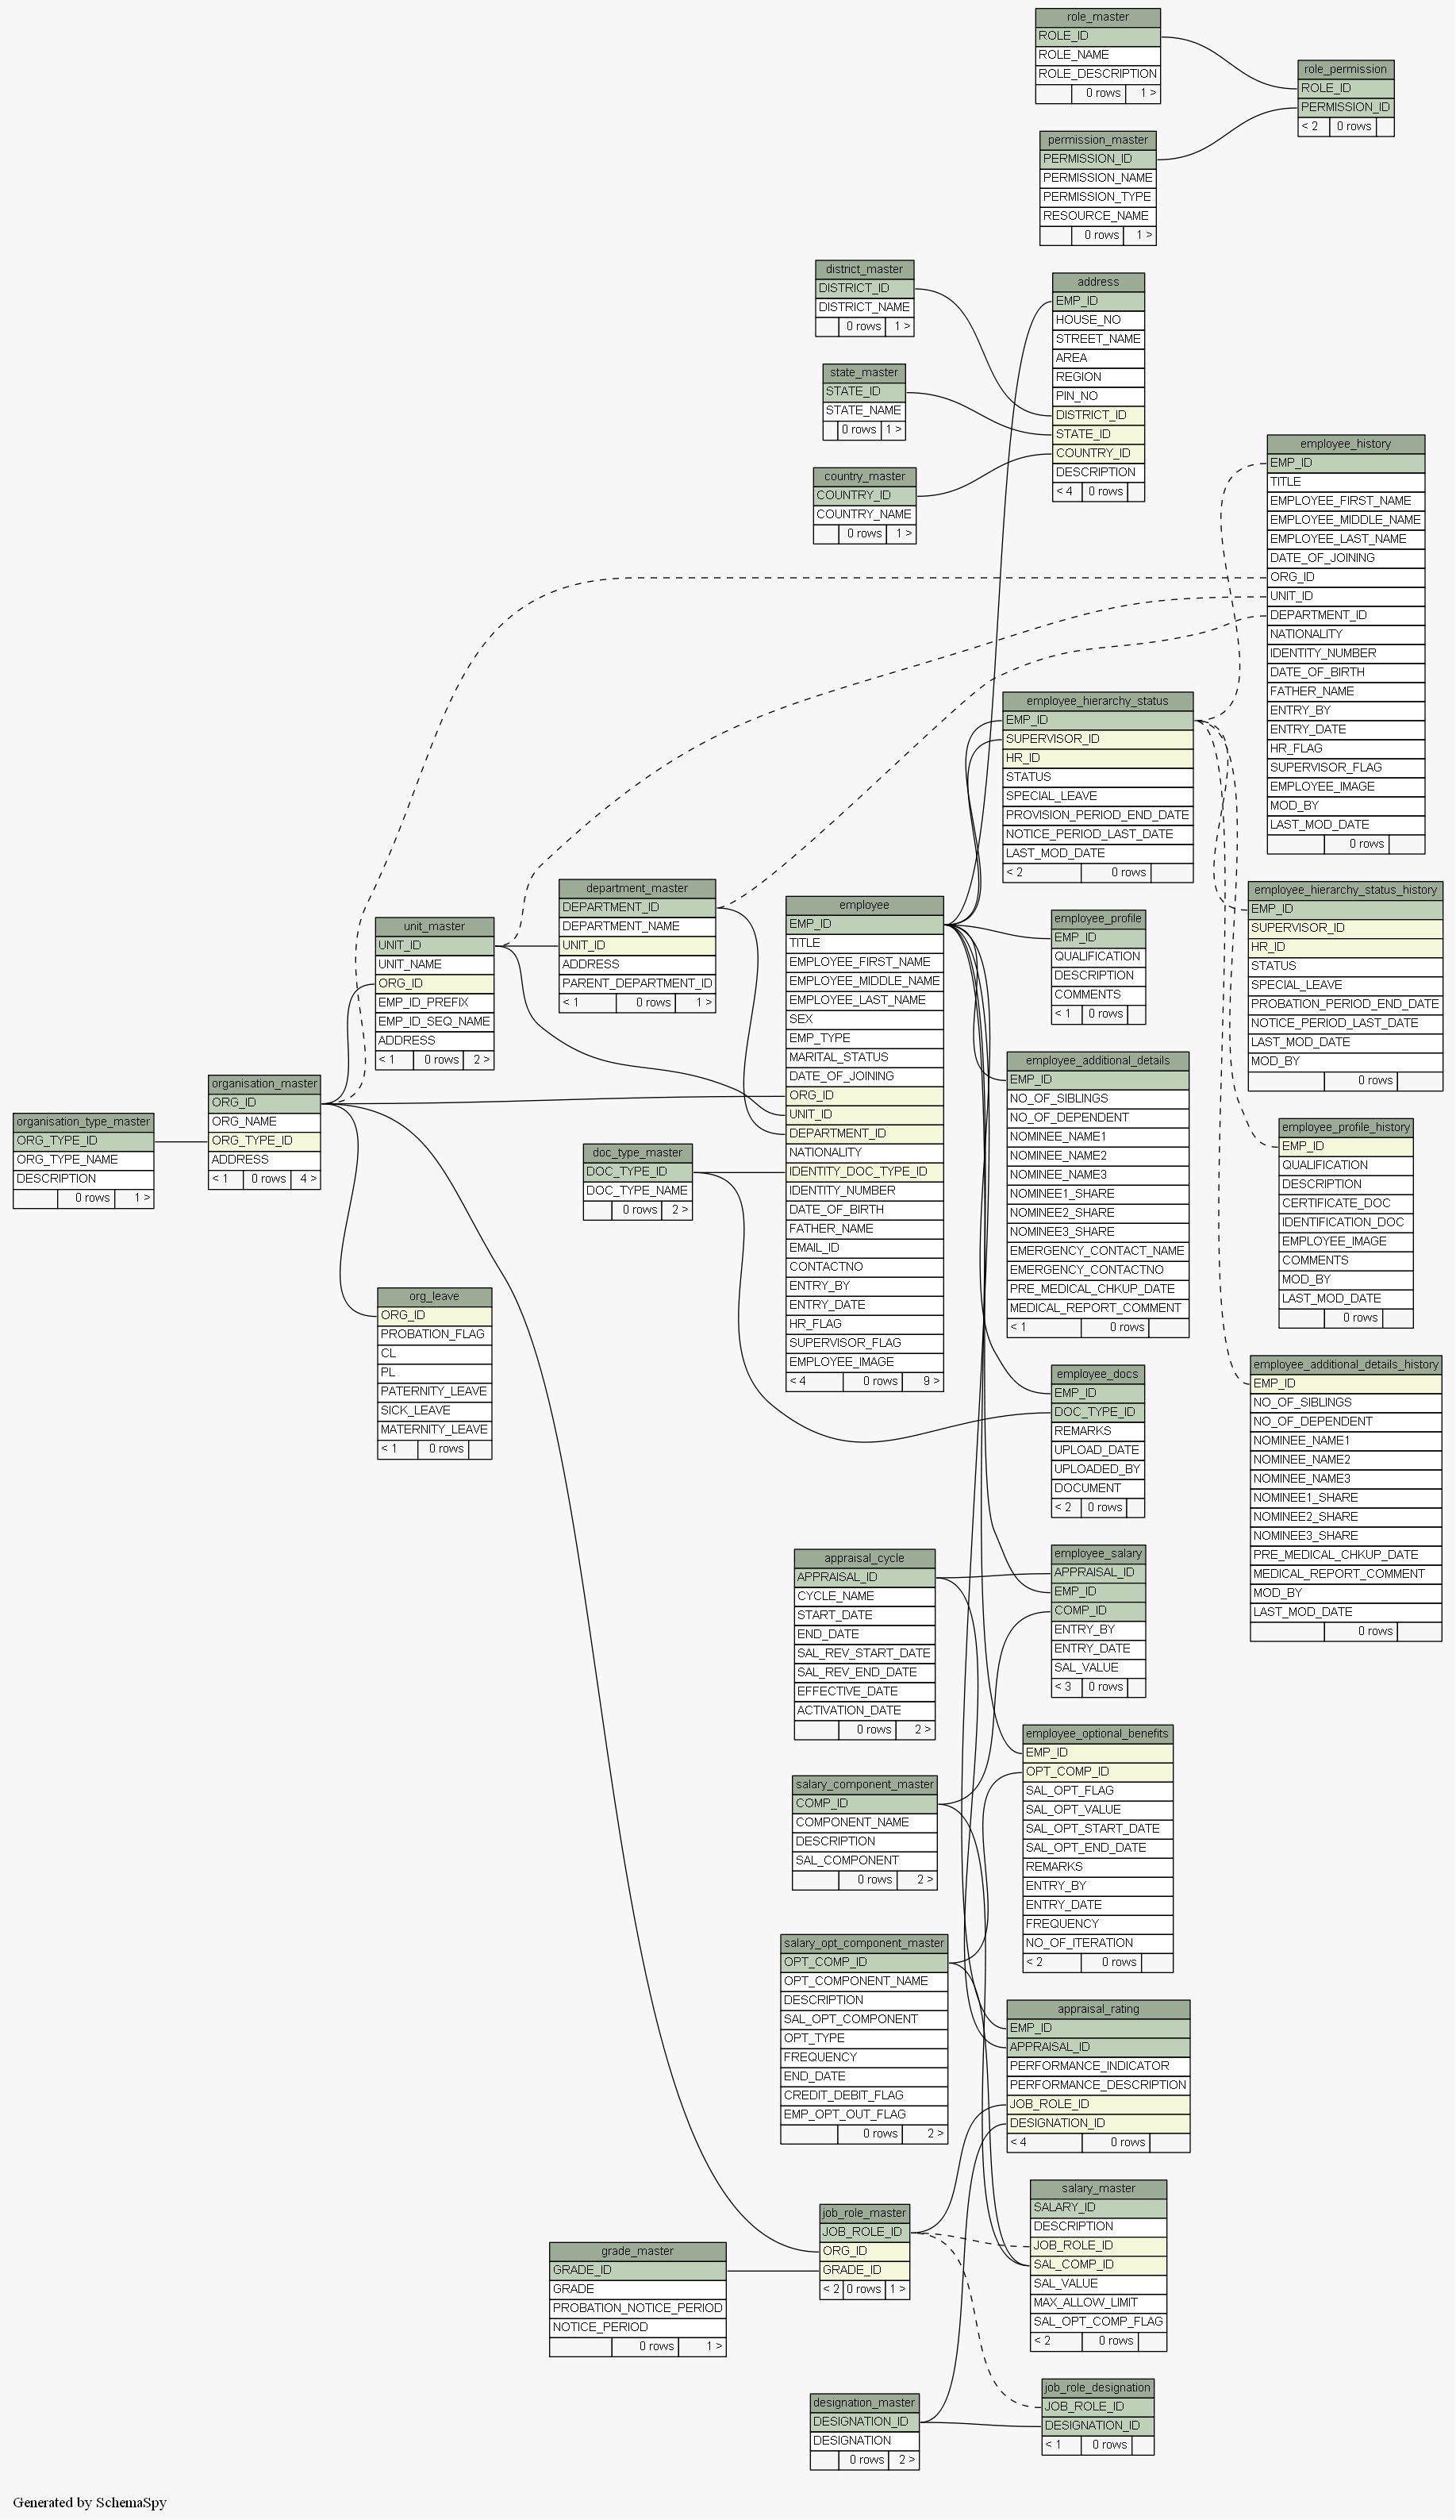 role_master
ROLE_ID
ROLE_NAME
ROLE_DESCRIPTION
0 rows 1 >
role_permission
ROLE_ID
PERMISSION_ID
< 2 0 rows
permission_master
PERMISSION_ID
PERMISSION_NAME
PERMISSION_TYPE
RESOURCE_NAME
0 rows 1 >
district_master
DISTRICT_ID
DISTRICT_NAME
0 rows 1 >
address
EMP_ID
HOUSE_NO
STREET_NAME
AREA
REGION
PIN_NO
DISTRICT_ID
STATE_ID
COUNTRY_ID
DESCRIPTION
< 4 0 rows
state_master
STATE_ID
STATE_NAME
0 rows 1 >
country_master
COUNTRY_ID
COUNTRY_NAME
0 rows 1 >
employee_history
EMP_ID
TITLE
EMPLOYEE_FIRST_NAME
EMPLOYEE_MIDDLE_NAME
EMPLOYEE_LAST_NAME
DATE_OF_JOINING
ORG_ID
UNIT_ID
DEPARTMENT_ID
NATIONALITY
IDENTITY_NUMBER
DATE_OF_BIRTH
FATHER_NAME
ENTRY_BY
ENTRY_DATE
HR_FLAG
SUPERVISOR_FLAG
EMPLOYEE_IMAGE
MOD_BY
LAST_MOD_DATE
0 rows
employee_hierarchy_status
EMP_ID
SUPERVISOR_ID
HR_ID
STATUS
SPECIAL_LEAVE
PROVISION_PERIOD_END_DATE
NOTICE_PERIOD_LAST_DATE
LAST_MOD_DATE
< 2 0 rows
department_master
DEPARTMENT_ID
DEPARTMENT_NAME
UNIT_ID
ADDRESS
PARENT_DEPARTMENT_ID
< 1 0 rows 1 >
employee
EMP_ID
TITLE
EMPLOYEE_FIRST_NAME
EMPLOYEE_MIDDLE_NAME
EMPLOYEE_LAST_NAME
SEX
EMP_TYPE
MARITAL_STATUS
DATE_OF_JOINING
ORG_ID
UNIT_ID
DEPARTMENT_ID
NATIONALITY
IDENTITY_DOC_TYPE_ID
IDENTITY_NUMBER
DATE_OF_BIRTH
FATHER_NAME
EMAIL_ID
CONTACTNO
ENTRY_BY
ENTRY_DATE
HR_FLAG
SUPERVISOR_FLAG
EMPLOYEE_IMAGE
< 4 0 rows 9 >
employee_profile
EMP_ID
QUALIFICATION
DESCRIPTION
COMMENTS
< 1 0 rows
employee_hierarchy_status_history
EMP_ID
SUPERVISOR_ID
HR_ID
STATUS
SPECIAL_LEAVE
PROBATION_PERIOD_END_DATE
NOTICE_PERIOD_LAST_DATE
LAST_MOD_DATE
MOD_BY
0 rows
unit_master
UNIT_ID
UNIT_NAME
ORG_ID
EMP_ID_PREFIX
EMP_ID_SEQ_NAME
ADDRESS
< 1 0 rows 2 >
organisation_master
ORG_ID
ORG_NAME
ORG_TYPE_ID
ADDRESS
< 1 0 rows 4 >
organisation_type_master
ORG_TYPE_ID
ORG_TYPE_NAME
DESCRIPTION
0 rows 1 >
doc_type_master
DOC_TYPE_ID
DOC_TYPE_NAME
0 rows 2 >
employee_additional_details
EMP_ID
NO_OF_SIBLINGS
NO_OF_DEPENDENT
NOMINEE_NAME1
NOMINEE_NAME2
NOMINEE_NAME3
NOMINEE1_SHARE
NOMINEE2_SHARE
NOMINEE3_SHARE
EMERGENCY_CONTACT_NAME
EMERGENCY_CONTACTNO
PRE_MEDICAL_CHKUP_DATE
MEDICAL_REPORT_COMMENT
< 1 0 rows
employee_profile_history
EMP_ID
QUALIFICATION
DESCRIPTION
CERTIFICATE_DOC
IDENTIFICATION_DOC
EMPLOYEE_IMAGE
COMMENTS
MOD_BY
LAST_MOD_DATE
0 rows
org_leave
ORG_ID
PROBATION_FLAG
CL
PL
PATERNITY_LEAVE
SICK_LEAVE
MATERNITY_LEAVE
< 1 0 rows
employee_docs
EMP_ID
DOC_TYPE_ID
REMARKS
UPLOAD_DATE
UPLOADED_BY
DOCUMENT
< 2 0 rows
employee_additional_details_history
EMP_ID
NO_OF_SIBLINGS
NO_OF_DEPENDENT
NOMINEE_NAME1
NOMINEE_NAME2
NOMINEE_NAME3
NOMINEE1_SHARE
NOMINEE2_SHARE
NOMINEE3_SHARE
PRE_MEDICAL_CHKUP_DATE
MEDICAL_REPORT_COMMENT
MOD_BY
LAST_MOD_DATE
0 rows
appraisal_cycle
APPRAISAL_ID
CYCLE_NAME
START_DATE
END_DATE
SAL_REV_START_DATE
SAL_REV_END_DATE
EFFECTIVE_DATE
ACTIVATION_DATE
0 rows 2 >
employee_salary
APPRAISAL_ID
EMP_ID
COMP_ID
ENTRY_BY
ENTRY_DATE
SAL_VALUE
< 3 0 rows
employee_optional_benefits
EMP_ID
OPT_COMP_ID
SAL_OPT_FLAG
SAL_OPT_VALUE
SAL_OPT_START_DATE
SAL_OPT_END_DATE
REMARKS
ENTRY_BY
ENTRY_DATE
FREQUENCY
NO_OF_ITERATION
< 2 0 rows
salary_component_master
COMP_ID
COMPONENT_NAME
DESCRIPTION
SAL_COMPONENT
0 rows 2 >
salary_opt_component_master
OPT_COMP_ID
OPT_COMPONENT_NAME
DESCRIPTION
SAL_OPT_COMPONENT
OPT_TYPE
FREQUENCY
END_DATE
CREDIT_DEBIT_FLAG
EMP_OPT_OUT_FLAG
0 rows 2 >
appraisal_rating
EMP_ID
APPRAISAL_ID
PERFORMANCE_INDICATOR
PERFORMANCE_DESCRIPTION
JOB_ROLE_ID
DESIGNATION_ID
< 4 0 rows
salary_master
SALARY_ID
DESCRIPTION
JOB_ROLE_ID
SAL_COMP_ID
SAL_VALUE
MAX_ALLOW_LIMIT
SAL_OPT_COMP_FLAG
< 2 0 rows
job_role_master
JOB_ROLE_ID
ORG_ID
GRADE_ID
< 2 0 rows 1 >
grade_master
GRADE_ID
GRADE
PROBATION_NOTICE_PERIOD
NOTICE_PERIOD
0 rows 1 >
job_role_designation
JOB_ROLE_ID
DESIGNATION_ID
< 1 0 rows
designation_master
DESIGNATION_ID
DESIGNATION
0 rows 2 >
Generated by SchemaSpy